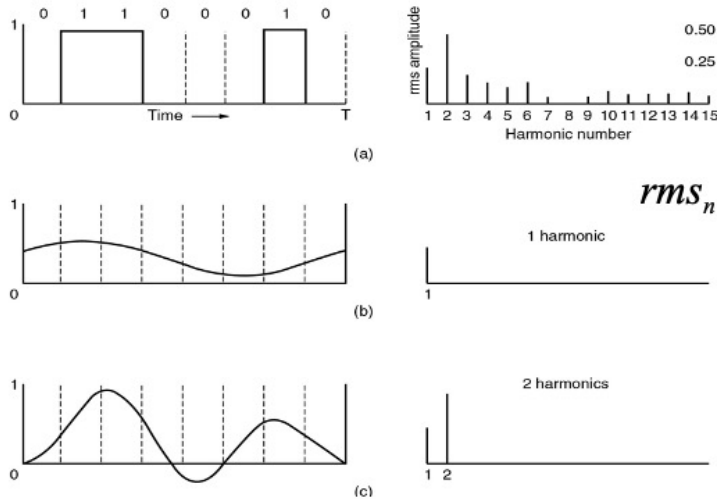 0 1 1 0 0 0 1 0
1
0
Time
T
rms amplitude
0.50
0.25
1 2 3 4 5 6 7 8 9 10 11 12 13 14 15
Harmonic number
(a)
rmsn
1
0
1 harmonic
1
(b)
1
0
2 harmonics
1 2
(c)